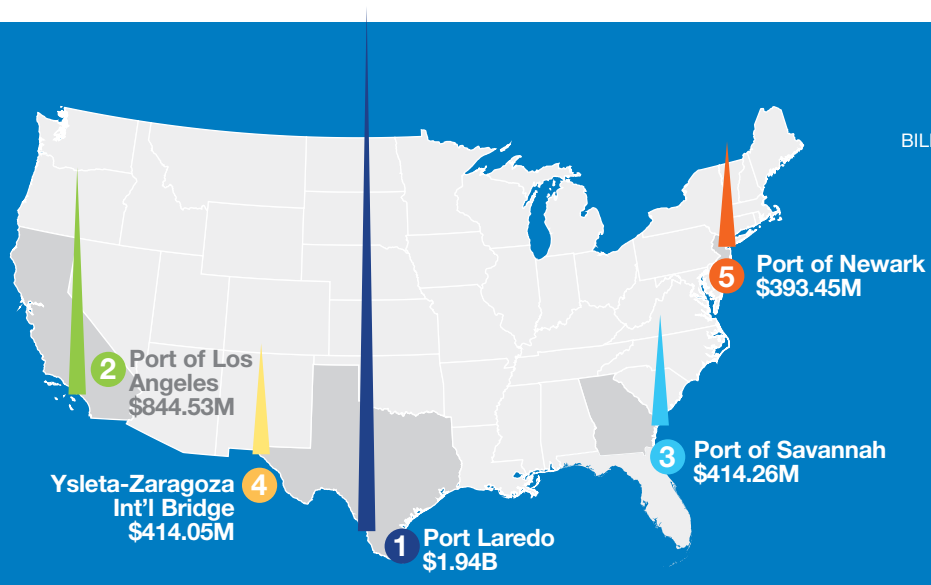 BILL
5
Port of Newark
$393.45M
2
Port of Los
Angeles
$844.53M
3
Port of Savannah
$414.26M
4
Ysleta-Zaragoza
Int'l Bridge
$414.05M
1
Port Laredo
$1.94B